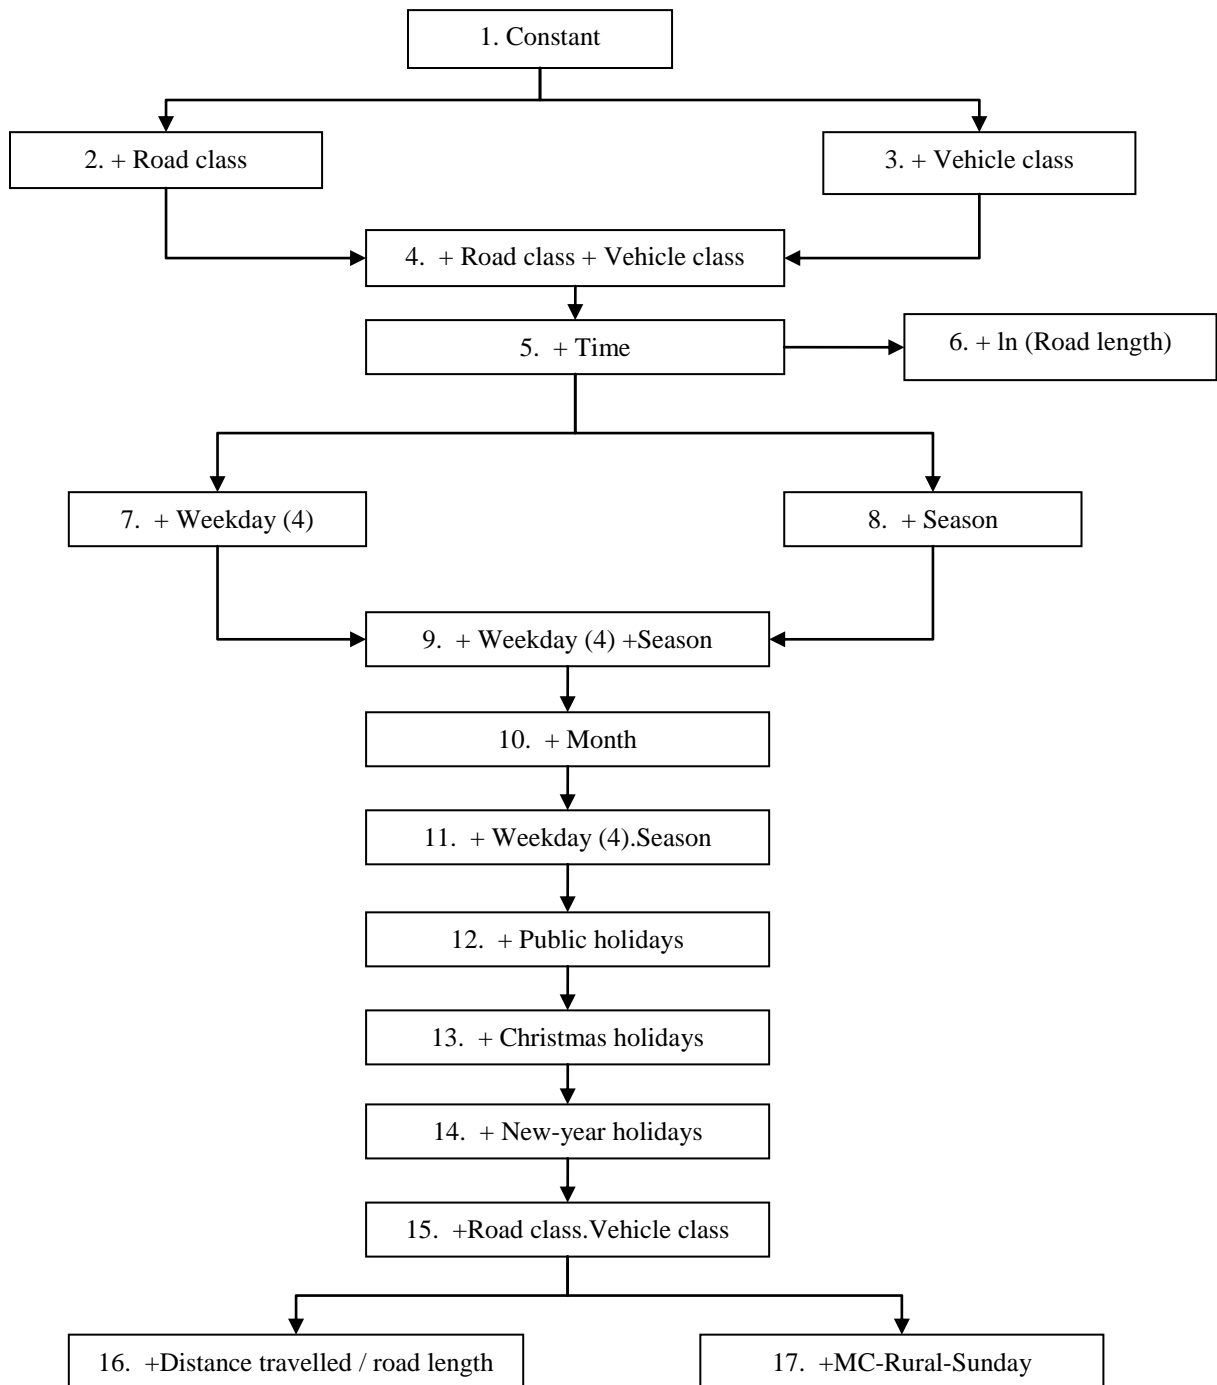 1. Constant
2. + Road class
3. + Vehicle class
4. + Road class + Vehicle class
5. + Time
6. + ln (Road length)
7. + Weekday (4)
8. + Season
9. + Weekday (4) +Season
10. + Month
11. + Weekday (4).Season
12. + Public holidays
13. + Christmas holidays
14. + New-year holidays
15. +Road class.Vehicle class
16. +Distance travelled / road length
17. +MC-Rural-Sunday